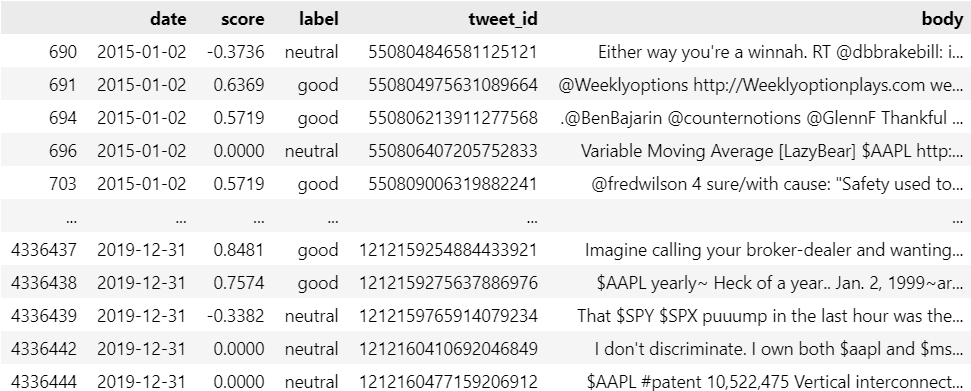 date score label tweet_id body
690 2015-01-02 -0.3736 neutral 550804846581125121 Either way you're a winnah. RT @dbbrakebill: i...
691 2015-01-02 0.6369 good 550804975631089664 @Weeklyoptions http://Weeklyoptionplays.com we...
694 2015-01-02 0.5719 good 550806213911277568 .@BenBajarin @counternotions @GlennF Thankful ...
696 2015-01-02 0.0000 neutral 550806407205752833 Variable Moving Average [LazyBear] $AAPL http:...
703 2015-01-02 0.5719 good 550809006319882241 @fredwilson 4 sure/with cause: "Safety used to...
... ... ... ... ... ...
4336437 2019-12-31 0.8481 good 1212159254884433921 Imagine calling your broker-dealer and wanting...
4336438 2019-12-31 0.7574 good 1212159275637886976 $AAPL yearly~ Heck of a year.. Jan. 2, 1999~ar...
4336439 2019-12-31 -0.3382 neutral 1212159765914079234 That $SPY $SPX puuump in the last hour was the...
4336442 2019-12-31 0.0000 neutral 1212160410692046849 I don't discriminate. I own both $aapl and $ms...
4336444 2019-12-31 0.0000 neutral 1212160477159206912 $AAPL #patent 10,522,475 Vertical interconnect...